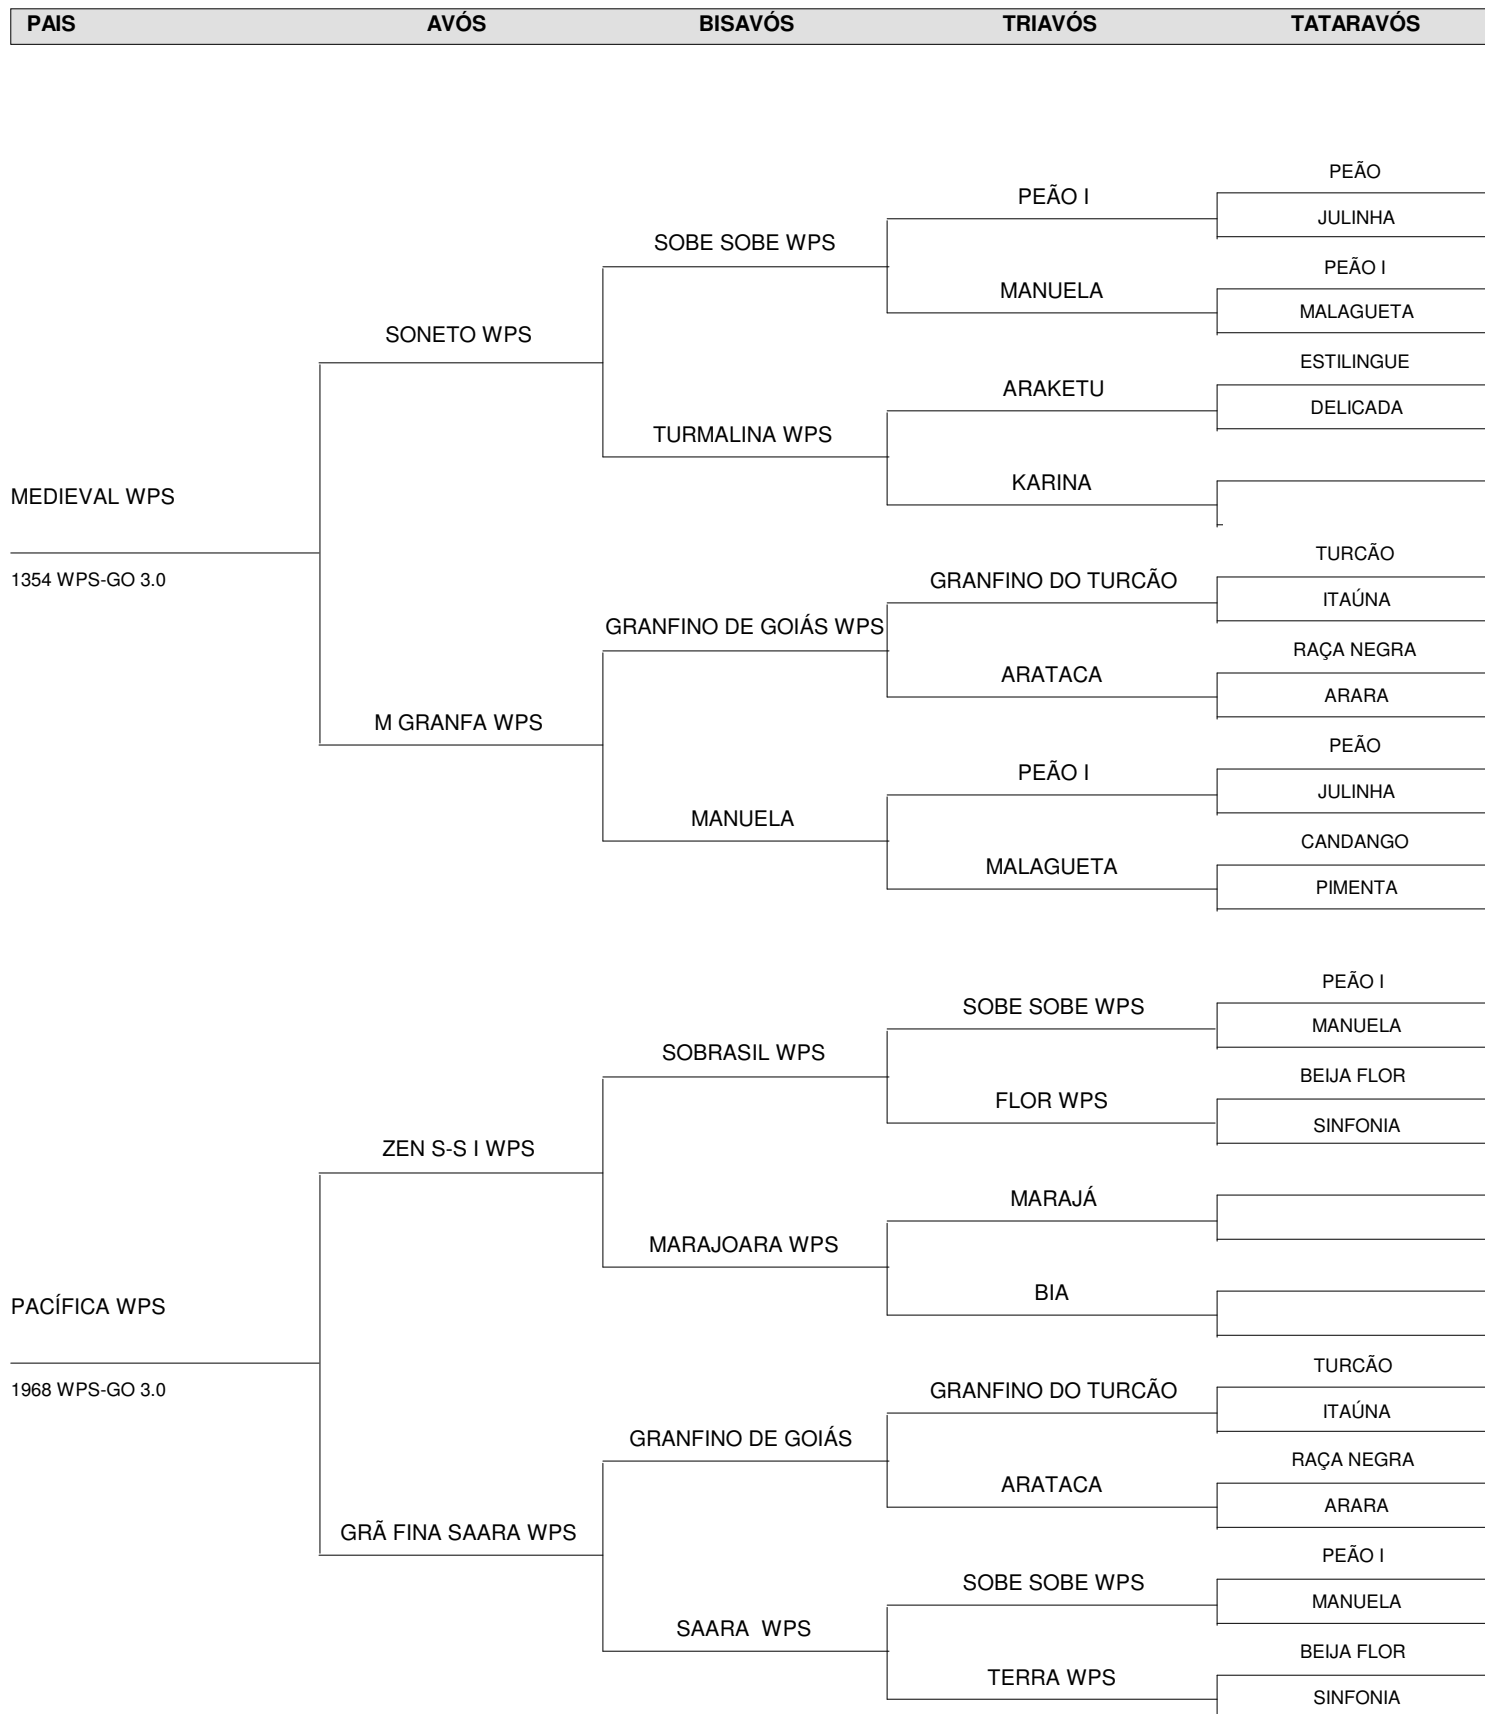 PAIS AVÓS BISAVÓS TRIAVÓS TATARAVÓS
PEÃO
PEÃO I
JULINHA
SOBE SOBE WPS
PEÃO I
MANUELA
MALAGUETA
SONETO WPS
ESTILINGUE
ARAKETU
DELICADA
TURMALINA WPS
KARINA
MEDIEVAL WPS
TURCÃO
1354 WPS-GO 3.0
GRANFINO DO TURCÃO
ITAÚNA
GRANFINO DE GOIÁS WPS
RAÇA NEGRA
ARATACA
ARARA
M GRANFA WPS
PEÃO
PEÃO I
JULINHA
MANUELA
CANDANGO
MALAGUETA
PIMENTA
PEÃO I
SOBE SOBE WPS
MANUELA
SOBRASIL WPS
BEIJA FLOR
FLOR WPS
SINFONIA
ZEN S-S I WPS
MARAJÁ
MARAJOARA WPS
BIA
PACÍFICA WPS
TURCÃO
1968 WPS-GO 3.0
GRANFINO DO TURCÃO
ITAÚNA
GRANFINO DE GOIÁS
RAÇA NEGRA
ARATACA
ARARA
GRÃ FINA SAARA WPS
PEÃO I
SOBE SOBE WPS
MANUELA
SAARA WPS
BEIJA FLOR
TERRA WPS
SINFONIA